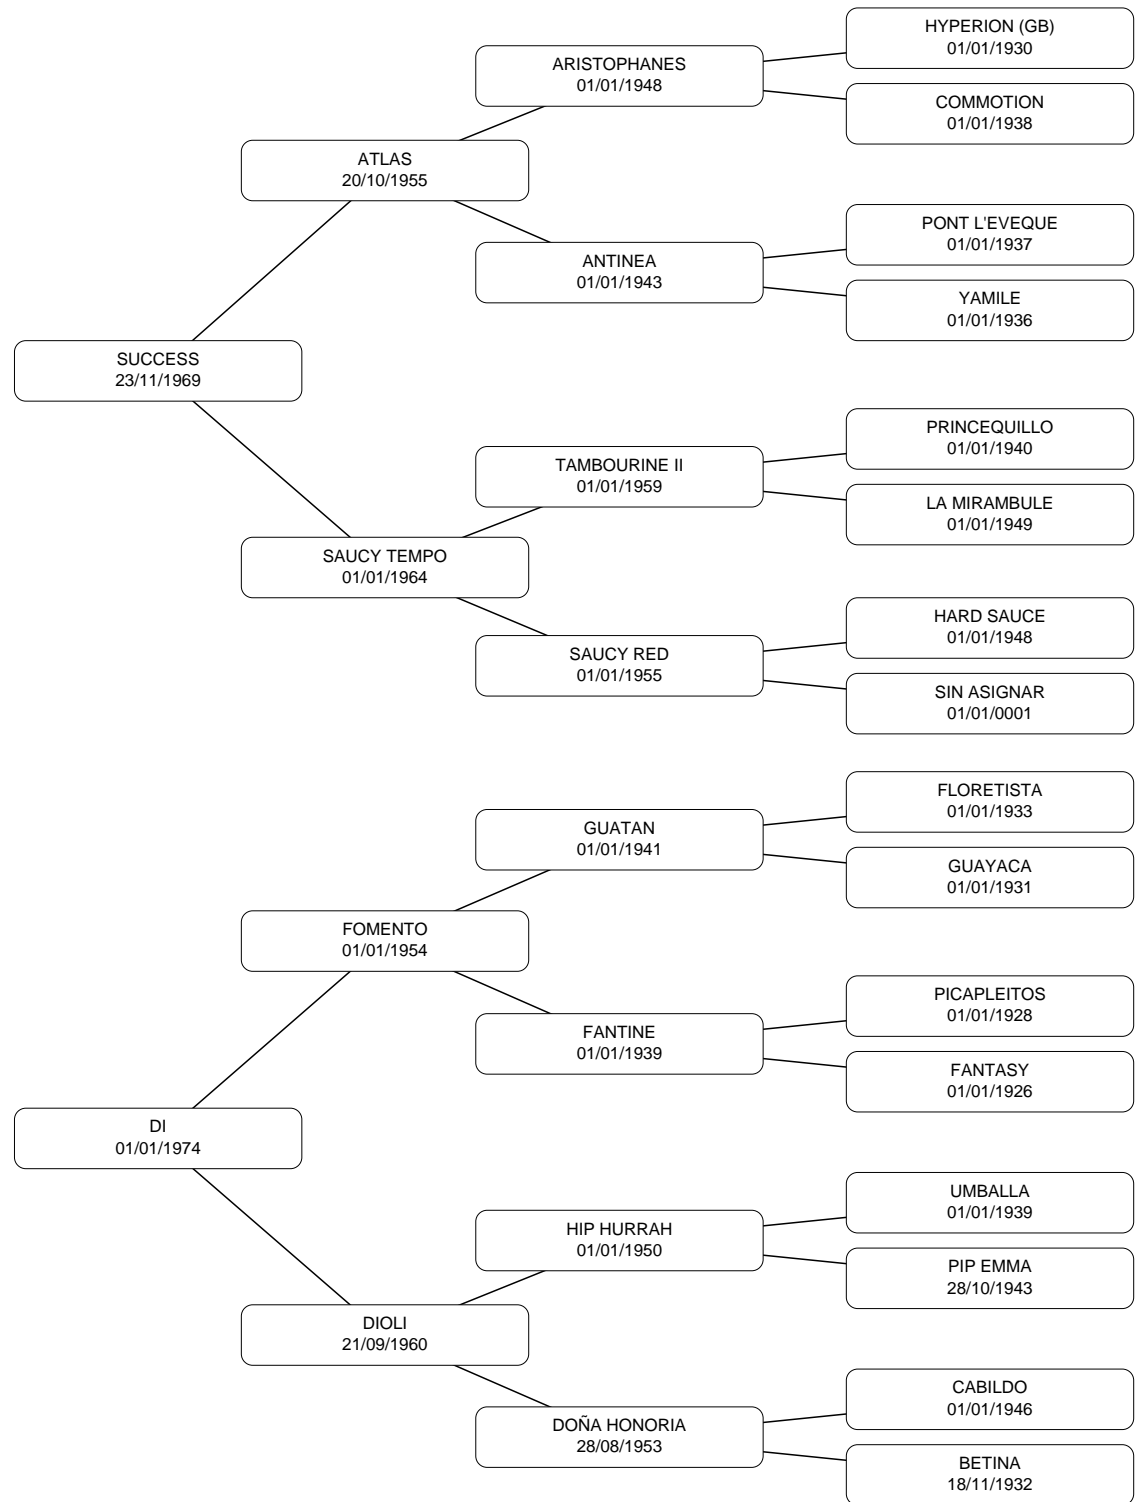 HYPERION (GB)
01/01/1930
ARISTOPHANES
01/01/1948
COMMOTION
01/01/1938
ATLAS
20/10/1955
PONT L'EVEQUE
01/01/1937
ANTINEA
01/01/1943
YAMILE
01/01/1936
SUCCESS
23/11/1969
PRINCEQUILLO
01/01/1940
TAMBOURINE II
01/01/1959
LA MIRAMBULE
01/01/1949
SAUCY TEMPO
01/01/1964
HARD SAUCE
01/01/1948
SAUCY RED
01/01/1955
SIN ASIGNAR
01/01/0001
FLORETISTA
01/01/1933
GUATAN
01/01/1941
GUAYACA
01/01/1931
FOMENTO
01/01/1954
PICAPLEITOS
01/01/1928
FANTINE
01/01/1939
FANTASY
01/01/1926
DI
01/01/1974
UMBALLA
01/01/1939
HIP HURRAH
01/01/1950
PIP EMMA
28/10/1943
DIOLI
21/09/1960
CABILDO
01/01/1946
DOÑA HONORIA
28/08/1953
BETINA
18/11/1932